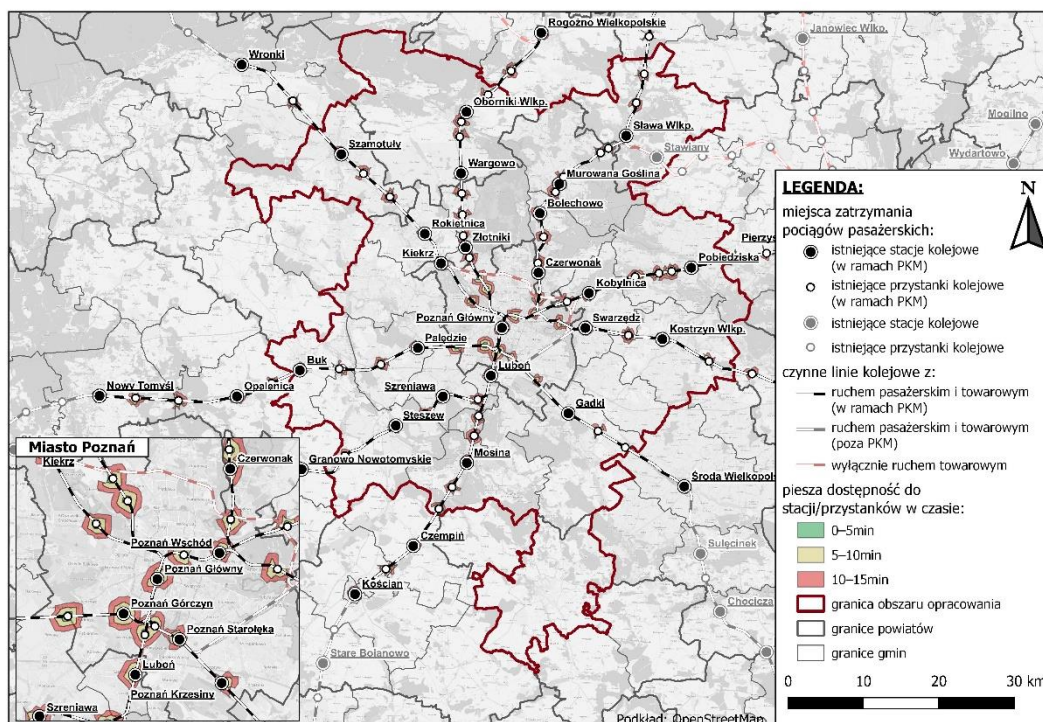 Rogoźno Wielkopolskie
Janowiec Wlkp.
Wronki
Oborniki Wlkp.
Mogilno
Sława Wlkp.
Szamotuły
Stawiany
Wydartowo
Wargowo
Murowana Goślina
Bolechowo
Rokietnica
Złotniki
Kiekrz
Czerwonak
Pobiedziska
Pierzys
Kobylnica
Poznań Główny
Swarzędz
Kostrzyn Wlkp.
Palędzie
Buk
Luboń
Nowy Tomyśl
Opalenica
Szreniawa
Gądki
Stęszew
Mosina
Granowo Nowotomyskie
Środa Wielkopols
Czempiń
Sulęcinek
Kościan
Chocicza
Stare Bojanowo
Podkład: OpenStreetMap
LEGENDA:
N
miejsca zatrzymania
pociągów pasażerskich:
istniejące stacje kolejowe
(w ramach PKM)
istniejące przystanki kolejowe
(w ramach PKM)
istniejące stacje kolejowe
istniejące przystanki kolejowe
czynne linie kolejowe z:
ruchem pasażerskim i towarowym
(w ramach PKM)
ruchem pasażerskim i towarowym
(poza PKM)
wyłącznie ruchem towarowym
piesza dostępność do
stacji/przystanków w czasie:
0–5min
5–10min
10–15min
granica obszaru opracowania
granice powiatów
granice gmin
0 10 20 30 km
Miasto Poznań
Kiekrz
Czerwonak
Poznań Wschód
Poznań Główny
Poznań Górczyn
Poznań Starołęka
Luboń
Poznań Krzesiny
Szreniawa